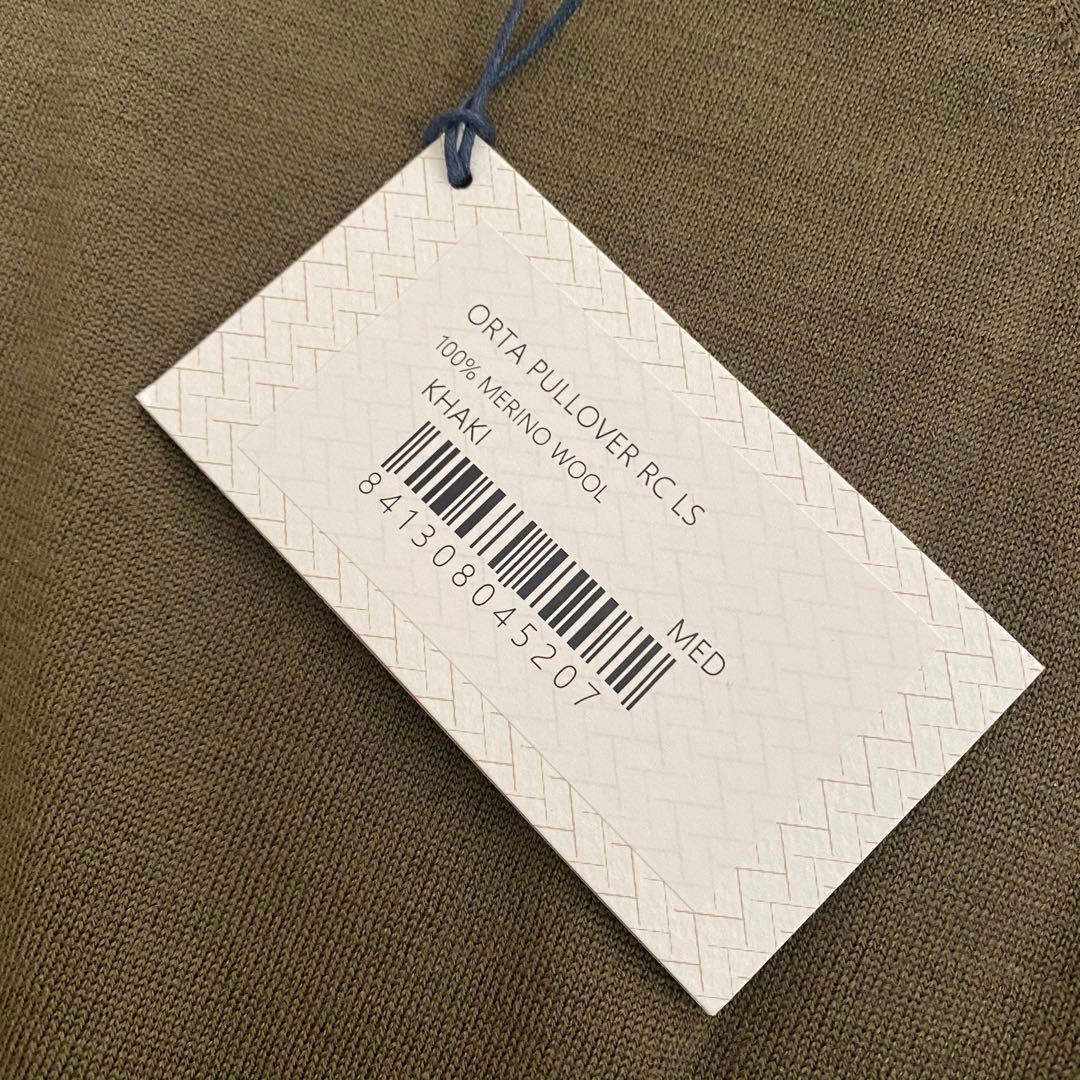 ORTA PULLOVER RC LS
100% MERINO WOOL
KHAKI
841308045207
MED